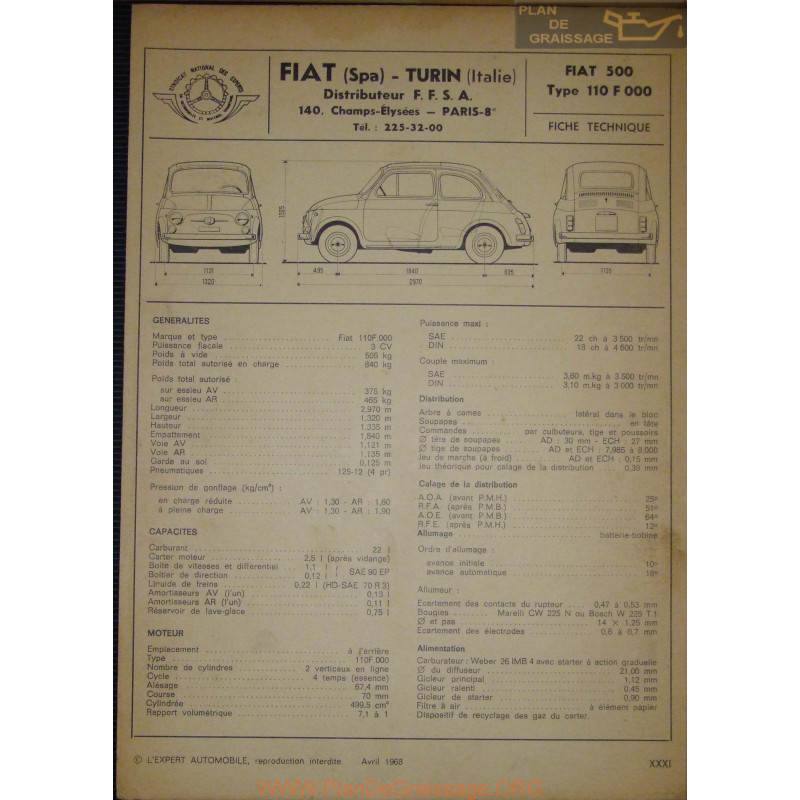 PLAN DE GRAISSAGE
SYNDICAT NATIONAL DES EXPERTS
FIAT (Spa) - TURIN (Italie)
Distributeur F. F. S. A.
140, Champs-Elysées — PARIS-8e
Tél. : 225-32-00
FIAT 500
Type 110 F 000
FICHE TECHNIQUE
1121
1320
1325
495
1840
635
2970
1135
GENERALITES
Marque et type Fiat 110F.000
Puissance fiscale 3 CV
Poids à vide 505 kg
Poids total autorisé en charge 840 kg
Poids total autorisé :
sur essieu AV 375 kg
sur essieu AR 465 kg
Longueur 2,970 m
Largeur 1,320 m
Hauteur 1,335 m
Empattement 1,840 m
Voie AV 1,121 m
Voie AR 1,135 m
Garde au sol 0,125 m
Pneumatiques 125-12 (4 pr)
Pression de gonflage (kg/cm²) :
en charge réduite AV : 1,30 - AR : 1,60
à pleine charge AV : 1,30 - AR : 1,90
CAPACITES
Carburant 22 l
Carter moteur 2,5 l (après vidange)
Boîte de vitesses et différentiel 1,1 l
Boîtier de direction 0,12 l
SAE 90 EP
Liquide de freins 0,22 l (HD-SAE 70 R 3)
Amortisseurs AV (l'un) 0,13 l
Amortisseurs AR (l'un) 0,11 l
Réservoir de lave-glace 0,75 l
MOTEUR
Emplacement à l'arrière
Type 110F.000
Nombre de cylindres 2 verticaux en ligne
Cycle 4 temps (essence)
Alésage 67,4 mm
Course 70 mm
Cylindrée 499,5 cm³
Rapport volumétrique 7,1 à 1
Puissance maxi :
SAE 22 ch à 3 500 tr/mn
DIN 18 ch à 4 600 tr/mn
Couple maximum :
SAE 3,60 m.kg à 3 500 tr/mn
DIN 3,10 m.kg à 3 000 tr/mn
Distribution
Arbre à cames latéral dans le bloc
Soupapes en tête
Commandes par culbuteurs, tige et poussoirs
Ø tête de soupapes AD : 30 mm - ECH : 27 mm
Ø tige de soupapes AD et ECH : 7,985 à 8,000
Jeu de marche (à froid) AD et ECH : 0,15 mm
Jeu théorique pour calage de la distribution 0,39 mm
Calage de la distribution
A.O.A. (avant P.M.H.) 25°
R.F.A. (après P.M.B.) 51°
A.O.E. (avant P.M.B.) 64°
R.F.E. (après P.M.H.) 12°
Allumage batterie-bobine
Ordre d'allumage :
avance initiale 10°
avance automatique 18°
Allumeur :
Ecartement des contacts du rupteur 0,47 à 0,53 mm
Bougies Marelli CW 225 N ou Bosch W 225 T 1
Ø et pas 14 × 1,25 mm
Ecartement des électrodes 0,6 à 0,7 mm
Alimentation
Carburateur : Weber 26 IMB 4 avec starter à action graduelle
Ø du diffuseur 21,00 mm
Gicleur principal 1,12 mm
Gicleur ralenti 0,45 mm
Gicleur de starter 0,90 mm
Filtre à air à élément papier
Dispositif de recyclage des gaz du carter
© L'EXPERT AUTOMOBILE, reproduction interdite. Avril 1968
XXXI
© - www.PlanDeGraissage.ORG